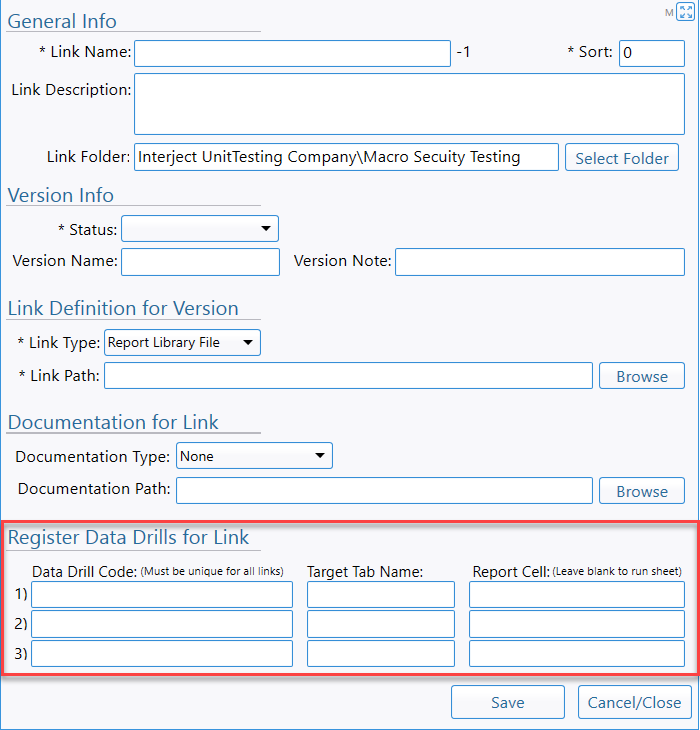 General Info
M
* Link Name: -1 * Sort: 0
Link Description:
Link Folder: Interject UnitTesting Company\Macro Secuity Testing Select Folder
Version Info
* Status:
Version Name: Version Note:
Link Definition for Version
* Link Type: Report Library File
* Link Path: Browse
Documentation for Link
Documentation Type: None
Documentation Path: Browse
Register Data Drills for Link
Data Drill Code: (Must be unique for all links) Target Tab Name: Report Cell: (Leave blank to run sheet)
1)
2)
3)
Save Cancel/Close